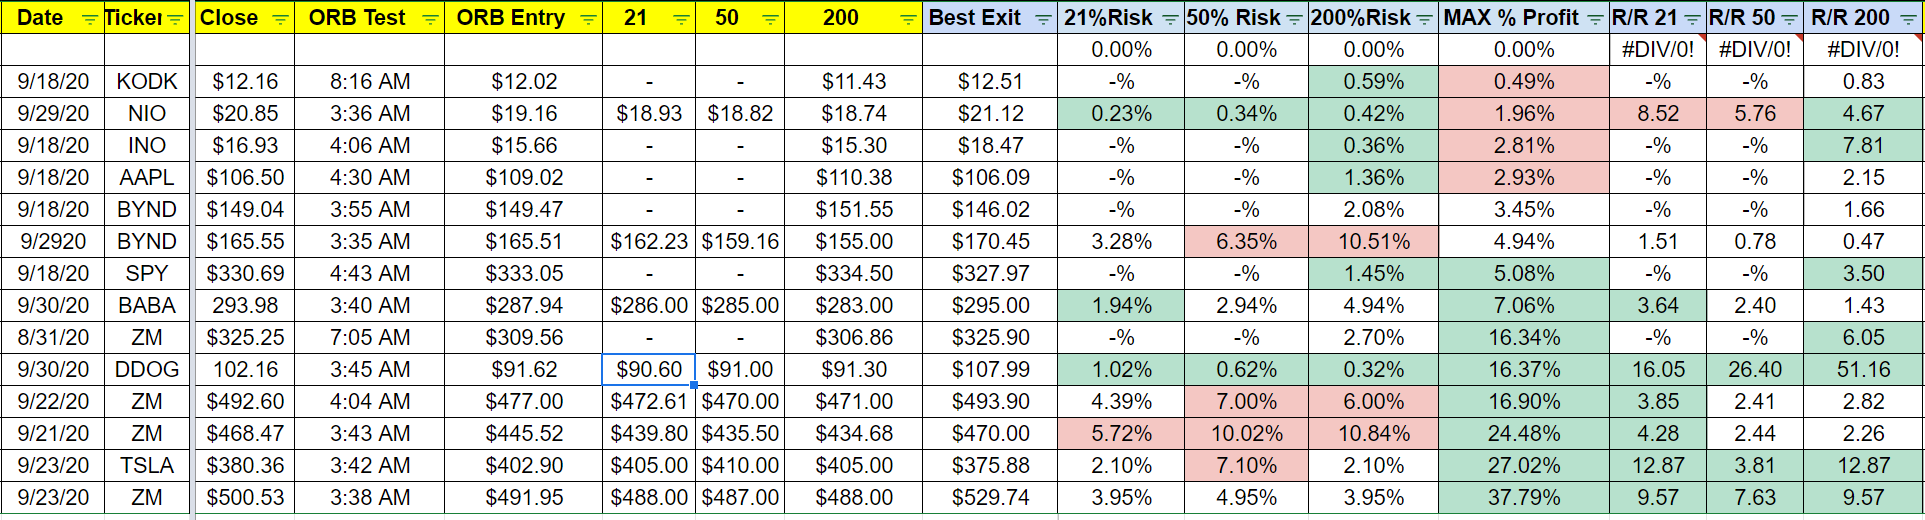 Date Ticker Close ORB Test ORB Entry 21 50 200 Best Exit 21%Risk 50% Risk 200%Risk MAX % Profit R/R 21 R/R 50 R/R 200
0.00% 0.00% 0.00% 0.00% #DIV/0! #DIV/0! #DIV/0!
9/18/20 KODK $12.16 8:16 AM $12.02 - - $11.43 $12.51 -% -% 0.59% 0.49% -% -% 0.83
9/29/20 NIO $20.85 3:36 AM $19.16 $18.93 $18.82 $18.74 $21.12 0.23% 0.34% 0.42% 1.96% 8.52 5.76 4.67
9/18/20 INO $16.93 4:06 AM $15.66 - - $15.30 $18.47 -% -% 0.36% 2.81% -% -% 7.81
9/18/20 AAPL $106.50 4:30 AM $109.02 - - $110.38 $106.09 -% -% 1.36% 2.93% -% -% 2.15
9/18/20 BYND $149.04 3:55 AM $149.47 - - $151.55 $146.02 -% -% 2.08% 3.45% -% -% 1.66
9/2920 BYND $165.55 3:35 AM $165.51 $162.23 $159.16 $155.00 $170.45 3.28% 6.35% 10.51% 4.94% 1.51 0.78 0.47
9/18/20 SPY $330.69 4:43 AM $333.05 - - $334.50 $327.97 -% -% 1.45% 5.08% -% -% 3.50
9/30/20 BABA 293.98 3:40 AM $287.94 $286.00 $285.00 $283.00 $295.00 1.94% 2.94% 4.94% 7.06% 3.64 2.40 1.43
8/31/20 ZM $325.25 7:05 AM $309.56 - - $306.86 $325.90 -% -% 2.70% 16.34% -% -% 6.05
9/30/20 DDOG 102.16 3:45 AM $91.62 $90.60 $91.00 $91.30 $107.99 1.02% 0.62% 0.32% 16.37% 16.05 26.40 51.16
9/22/20 ZM $492.60 4:04 AM $477.00 $472.61 $470.00 $471.00 $493.90 4.39% 7.00% 6.00% 16.90% 3.85 2.41 2.82
9/21/20 ZM $468.47 3:43 AM $445.52 $439.80 $435.50 $434.68 $470.00 5.72% 10.02% 10.84% 24.48% 4.28 2.44 2.26
9/23/20 TSLA $380.36 3:42 AM $402.90 $405.00 $410.00 $405.00 $375.88 2.10% 7.10% 2.10% 27.02% 12.87 3.81 12.87
9/23/20 ZM $500.53 3:38 AM $491.95 $488.00 $487.00 $488.00 $529.74 3.95% 4.95% 3.95% 37.79% 9.57 7.63 9.57